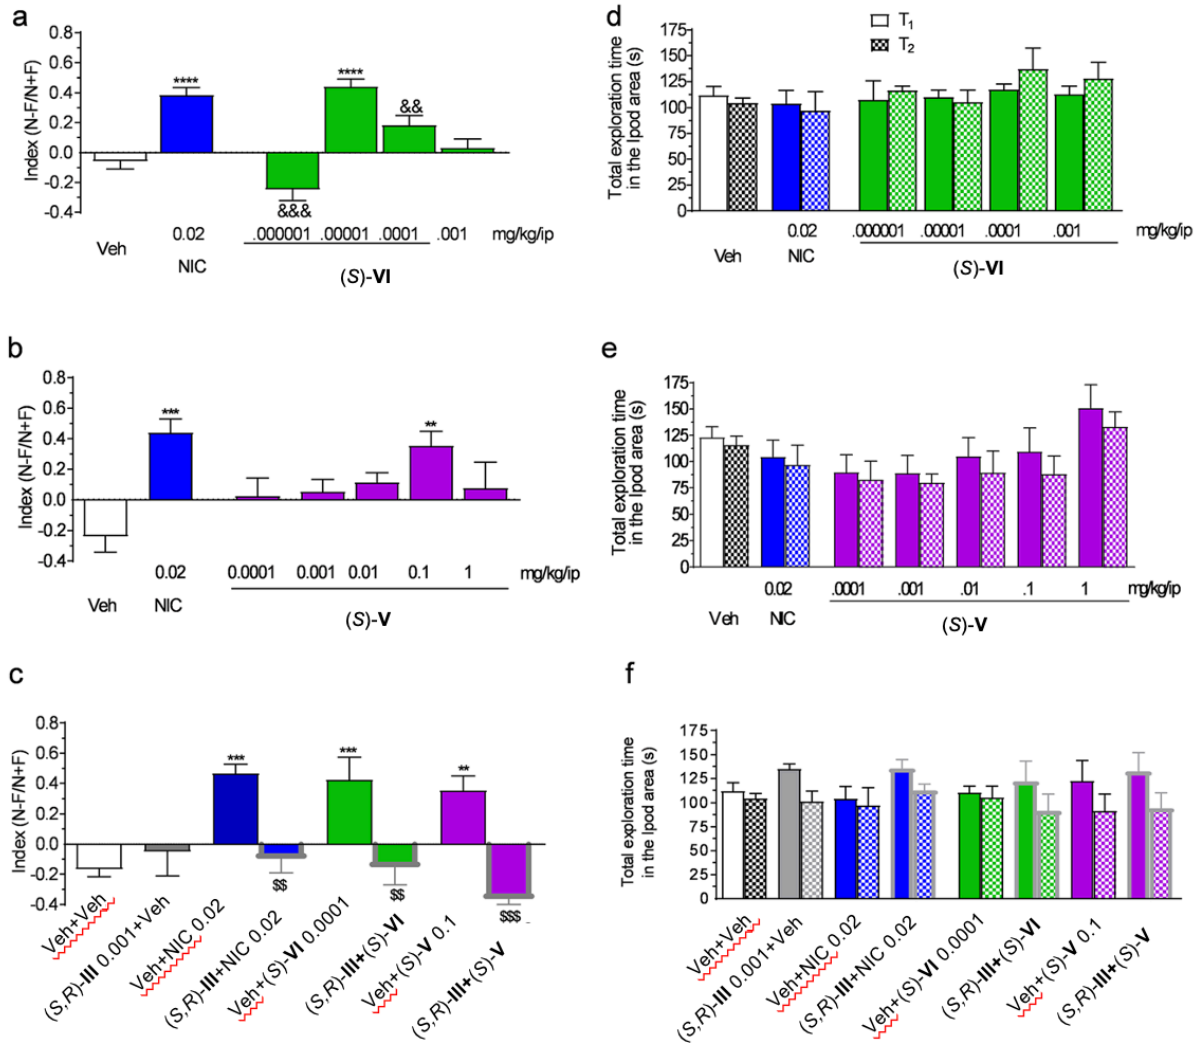 a
0.8
0.6
0.4
0.2
0.0
-0.2
-0.4
Index (N-F/N+F)
****
&&&
****
&&
Veh
0.02
NIC
.000001 .00001 .0001 .001 mg/kg/ip
(S)-VI
d
T1
T2
175
150
125
100
75
50
25
0
Total exploration time
in the Ipod area (s)
Veh
0.02
NIC
.000001 .00001 .0001 .001 mg/kg/ip
(S)-VI
b
0.8
0.6
0.4
0.2
0.0
-0.2
-0.4
Index (N-F/N+F)
***
**
Veh
0.02
NIC
0.0001 0.001 0.01 0.1 1 mg/kg/ip
(S)-V
e
175
150
125
100
75
50
25
0
Total exploration time
in the Ipod area (s)
Veh
0.02
NIC
.0001 .001 .01 .1 1 mg/kg/ip
(S)-V
c
0.8
0.6
0.4
0.2
0.0
-0.2
-0.4
Index (N-F/N+F)
***
$$
***
$$
**
$$$
Veh+Veh
(S,R)-III 0.001+Veh
Veh+NIC 0.02
(S,R)-III+NIC 0.02
Veh+(S)-VI 0.0001
(S,R)-III+(S)-VI
Veh+(S)-V 0.1
(S,R)-III+(S)-V
f
175
150
125
100
75
50
25
0
Total exploration time
in the Ipod area (s)
Veh+Veh
(S,R)-III 0.001+Veh
Veh+NIC 0.02
(S,R)-III+NIC 0.02
Veh+(S)-VI 0.0001
(S,R)-III+(S)-VI
Veh+(S)-V 0.1
(S,R)-III+(S)-V